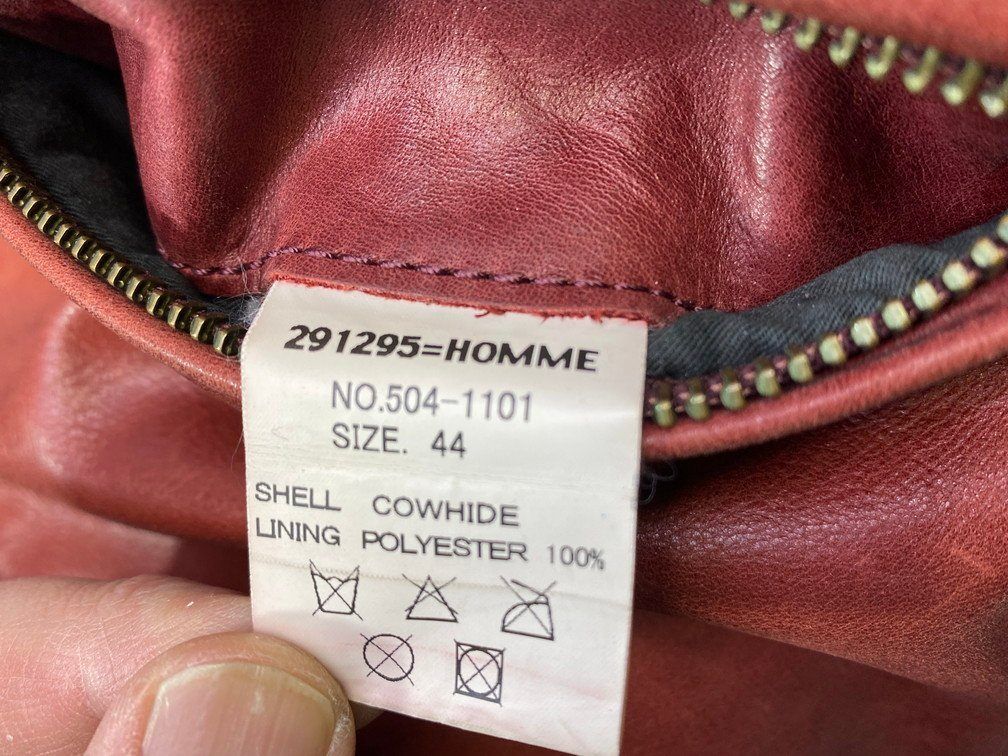 291295=HOMME
NO.504-1101
SIZE. 44
SHELL COWHIDE
LINING POLYESTER 100%